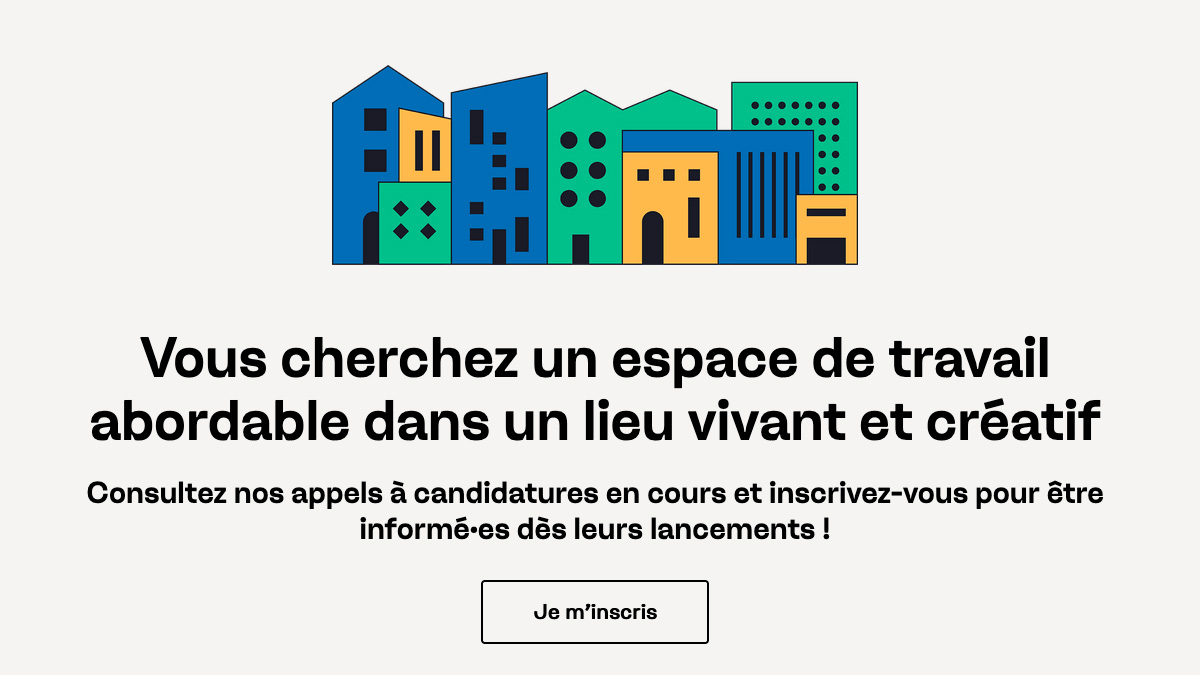 Vous cherchez un espace de travail
abordable dans un lieu vivant et créatif
Consultez nos appels à candidatures en cours et inscrivez-vous pour être
informé•es dès leurs lancements !
Je m’inscris